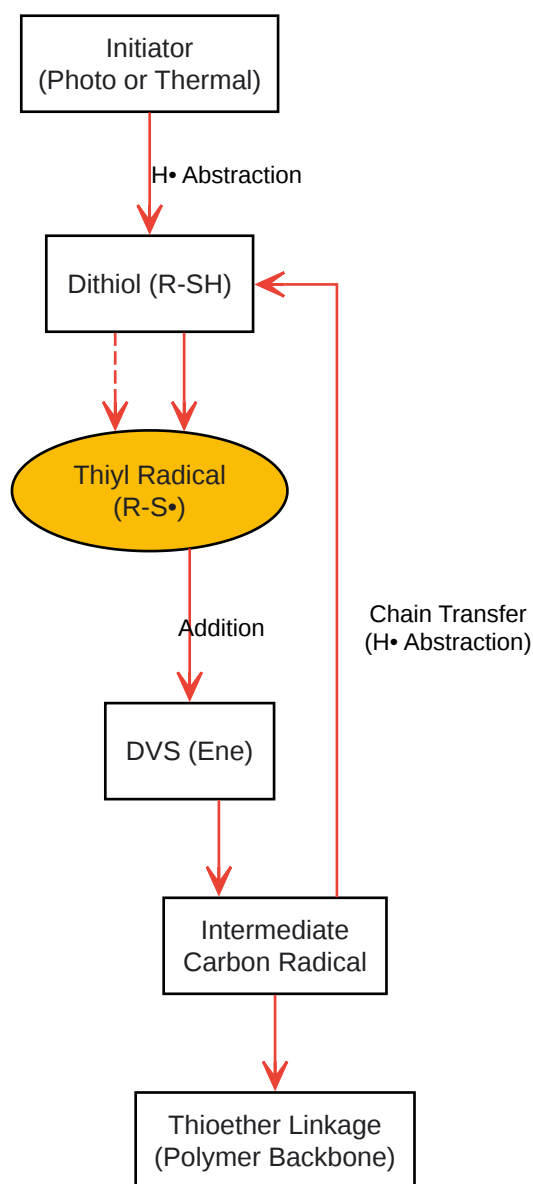 Initiator
(Photo or Thermal)
H• Abstraction
Dithiol (R-SH)
Thiyl Radical
(R-S•)
Addition
Chain Transfer
(H• Abstraction)
DVS (Ene)
Intermediate
Carbon Radical
Thioether Linkage
(Polymer Backbone)